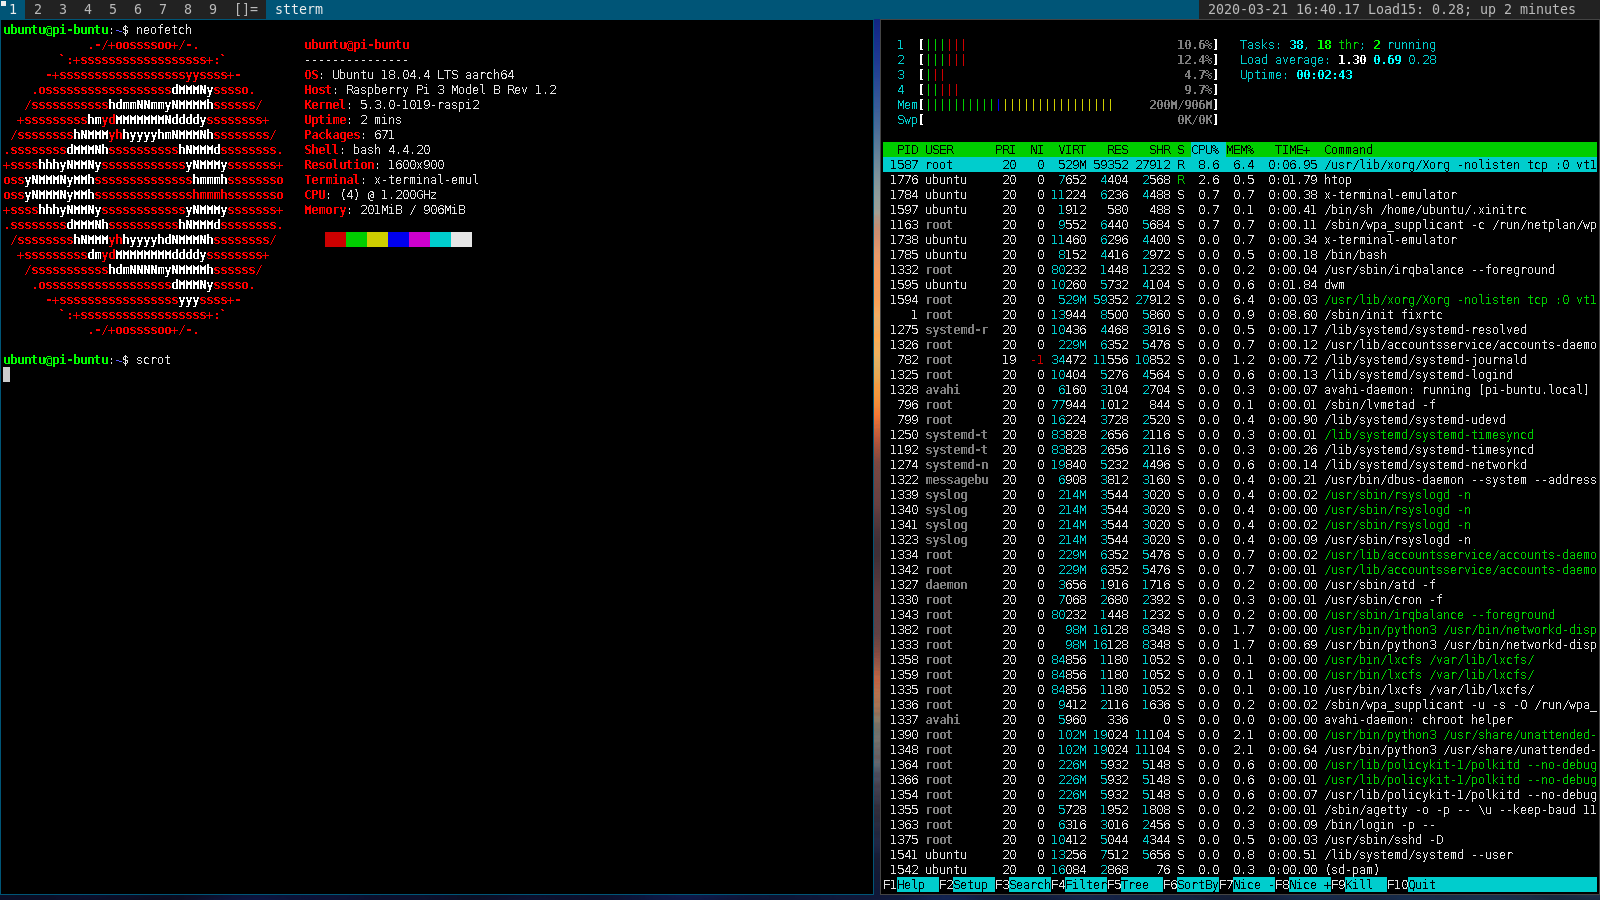 1 2 3 4 5 6 7 8 9 []= stterm 2020-03-21 16:40.17 Load15: 0.28; up 2 minutes
ubuntu@pi-buntu:~$ neofetch
.-/+oossssoo+/-.
`:+ssssssssssssssssss+:`
-+ssssssssssssssssssyyssss+-
.ossssssssssssssssssdMMMNysssso.
/ssssssssssshdmmNNmmyNMMMMhssssss/
+ssssssssshmydMMMMMMMNddddyssssssss+
/sssssssshNMMMyhhyyyyhmNMMMNhssssssss/
.ssssssssdMMMNhsssssssssshNMMMdssssssss.
+sssshhhyNMMNyssssssssssssyNMMMysssssss+
ossyNMMMNyMMhsssssssssssssshmmmhssssssso
ossyNMMMNyMMhsssssssssssssshmmmhssssssso
+sssshhhyNMMNyssssssssssssyNMMMysssssss+
.ssssssssdMMMNhsssssssssshNMMMdssssssss.
/sssssssshNMMMyhhyyyyhdNMMMNhssssssss/
+sssssssssdmydMMMMMMMMddddyssssssss+
/ssssssssssshdmNNNNmyNMMMMhssssss/
.ossssssssssssssssssdMMMNysssso.
-+sssssssssssssssssyyyssss+-
`:+ssssssssssssssssss+:`
.-/+oossssoo+/-.
ubuntu@pi-buntu
---------------
OS: Ubuntu 18.04.4 LTS aarch64
Host: Raspberry Pi 3 Model B Rev 1.2
Kernel: 5.3.0-1019-raspi2
Uptime: 2 mins
Packages: 671
Shell: bash 4.4.20
Resolution: 1600x900
Terminal: x-terminal-emul
CPU: (4) @ 1.200GHz
Memory: 201MiB / 906MiB
ubuntu@pi-buntu:~$ scrot
1 [|||||| 10.6%]
2 [|||||| 12.4%]
3 [||| 4.7%]
4 [||||| 9.7%]
Mem[||||||||||||||||||||||||||| 200M/906M]
Swp[ 0K/0K]
Tasks: 38, 18 thr; 2 running
Load average: 1.30 0.69 0.28
Uptime: 00:02:43
PID USER PRI NI VIRT RES SHR S CPU% MEM% TIME+ Command
1587 root 20 0 529M 59352 27912 R 8.6 6.4 0:06.95 /usr/lib/xorg/Xorg -nolisten tcp :0 vt1
1776 ubuntu 20 0 7652 4404 2568 R 2.6 0.5 0:01.79 htop
1784 ubuntu 20 0 11224 6236 4488 S 0.7 0.7 0:00.38 x-terminal-emulator
1597 ubuntu 20 0 1912 580 488 S 0.7 0.1 0:00.41 /bin/sh /home/ubuntu/.xinitrc
1163 root 20 0 9552 6440 5684 S 0.7 0.7 0:00.11 /sbin/wpa_supplicant -c /run/netplan/wp
1738 ubuntu 20 0 11460 6296 4400 S 0.0 0.7 0:00.34 x-terminal-emulator
1785 ubuntu 20 0 8152 4416 2972 S 0.0 0.5 0:00.18 /bin/bash
1332 root 20 0 80232 1448 1232 S 0.0 0.2 0:00.04 /usr/sbin/irqbalance --foreground
1595 ubuntu 20 0 10260 5732 4104 S 0.0 0.6 0:01.84 dwm
1594 root 20 0 529M 59352 27912 S 0.0 6.4 0:00.03 /usr/lib/xorg/Xorg -nolisten tcp :0 vt1
1 root 20 0 13944 8500 5860 S 0.0 0.9 0:08.60 /sbin/init fixrtc
1275 systemd-r 20 0 10436 4468 3916 S 0.0 0.5 0:00.17 /lib/systemd/systemd-resolved
1326 root 20 0 229M 6352 5476 S 0.0 0.7 0:00.12 /usr/lib/accountsservice/accounts-daemo
782 root 19 -1 34472 11556 10852 S 0.0 1.2 0:00.72 /lib/systemd/systemd-journald
1325 root 20 0 10404 5276 4564 S 0.0 0.6 0:00.13 /lib/systemd/systemd-logind
1328 avahi 20 0 6160 3104 2704 S 0.0 0.3 0:00.07 avahi-daemon: running [pi-buntu.local]
796 root 20 0 77944 1012 844 S 0.0 0.1 0:00.01 /sbin/lvmetad -f
799 root 20 0 16224 3728 2520 S 0.0 0.4 0:00.90 /lib/systemd/systemd-udevd
1250 systemd-t 20 0 83828 2656 2116 S 0.0 0.3 0:00.01 /lib/systemd/systemd-timesyncd
1192 systemd-t 20 0 83828 2656 2116 S 0.0 0.3 0:00.26 /lib/systemd/systemd-timesyncd
1274 systemd-n 20 0 19840 5232 4496 S 0.0 0.6 0:00.14 /lib/systemd/systemd-networkd
1322 messagebu 20 0 6908 3812 3160 S 0.0 0.4 0:00.21 /usr/bin/dbus-daemon --system --address
1339 syslog 20 0 214M 3544 3020 S 0.0 0.4 0:00.02 /usr/sbin/rsyslogd -n
1340 syslog 20 0 214M 3544 3020 S 0.0 0.4 0:00.00 /usr/sbin/rsyslogd -n
1341 syslog 20 0 214M 3544 3020 S 0.0 0.4 0:00.02 /usr/sbin/rsyslogd -n
1323 syslog 20 0 214M 3544 3020 S 0.0 0.4 0:00.09 /usr/sbin/rsyslogd -n
1334 root 20 0 229M 6352 5476 S 0.0 0.7 0:00.02 /usr/lib/accountsservice/accounts-daemo
1342 root 20 0 229M 6352 5476 S 0.0 0.7 0:00.01 /usr/lib/accountsservice/accounts-daemo
1327 daemon 20 0 3656 1916 1716 S 0.0 0.2 0:00.00 /usr/sbin/atd -f
1330 root 20 0 7068 2680 2392 S 0.0 0.3 0:00.01 /usr/sbin/cron -f
1343 root 20 0 80232 1448 1232 S 0.0 0.2 0:00.00 /usr/sbin/irqbalance --foreground
1382 root 20 0 98M 16128 8348 S 0.0 1.7 0:00.00 /usr/bin/python3 /usr/bin/networkd-disp
1333 root 20 0 98M 16128 8348 S 0.0 1.7 0:00.69 /usr/bin/python3 /usr/bin/networkd-disp
1358 root 20 0 84856 1180 1052 S 0.0 0.1 0:00.00 /usr/bin/lxcfs /var/lib/lxcfs/
1359 root 20 0 84856 1180 1052 S 0.0 0.1 0:00.00 /usr/bin/lxcfs /var/lib/lxcfs/
1335 root 20 0 84856 1180 1052 S 0.0 0.1 0:00.10 /usr/bin/lxcfs /var/lib/lxcfs/
1336 root 20 0 9412 2116 1636 S 0.0 0.2 0:00.02 /sbin/wpa_supplicant -u -s -O /run/wpa_
1337 avahi 20 0 5960 336 0 S 0.0 0.0 0:00.00 avahi-daemon: chroot helper
1390 root 20 0 102M 19024 11104 S 0.0 2.1 0:00.00 /usr/bin/python3 /usr/share/unattended-
1348 root 20 0 102M 19024 11104 S 0.0 2.1 0:00.64 /usr/bin/python3 /usr/share/unattended-
1364 root 20 0 226M 5932 5148 S 0.0 0.6 0:00.00 /usr/lib/policykit-1/polkitd --no-debug
1366 root 20 0 226M 5932 5148 S 0.0 0.6 0:00.01 /usr/lib/policykit-1/polkitd --no-debug
1354 root 20 0 226M 5932 5148 S 0.0 0.6 0:00.07 /usr/lib/policykit-1/polkitd --no-debug
1355 root 20 0 5728 1952 1808 S 0.0 0.2 0:00.01 /sbin/agetty -o -p -- \u --keep-baud 11
1363 root 20 0 6316 3016 2456 S 0.0 0.3 0:00.09 /bin/login -p --
1375 root 20 0 10412 5044 4344 S 0.0 0.5 0:00.03 /usr/sbin/sshd -D
1541 ubuntu 20 0 13256 7512 5656 S 0.0 0.8 0:00.51 /lib/systemd/systemd --user
1542 ubuntu 20 0 16084 2868 76 S 0.0 0.3 0:00.00 (sd-pam)
F1Help F2Setup F3SearchF4FilterF5Tree F6SortByF7Nice -F8Nice +F9Kill F10Quit